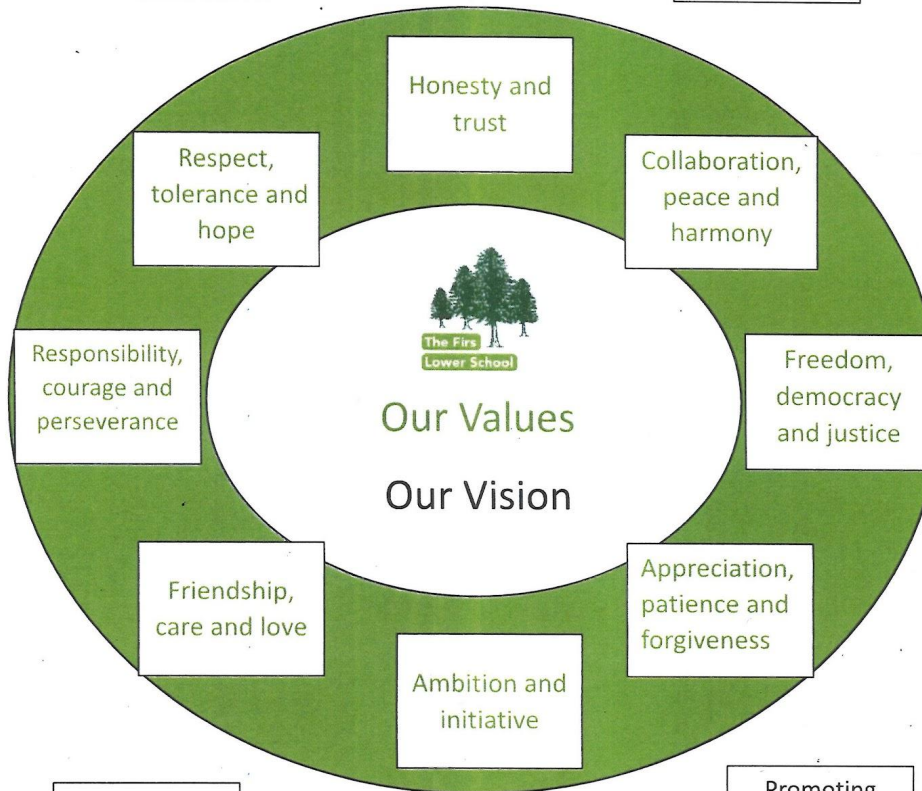 Honesty and
trust
Collaboration,
peace and
harmony
Freedom,
democracy
and justice
Appreciation,
patience and
forgiveness
Ambition and
initiative
Friendship,
care and love
Responsibility,
courage and
perseverance
Respect,
tolerance and
hope
The Firs
Lower School
Our Values
Our Vision
Promoting